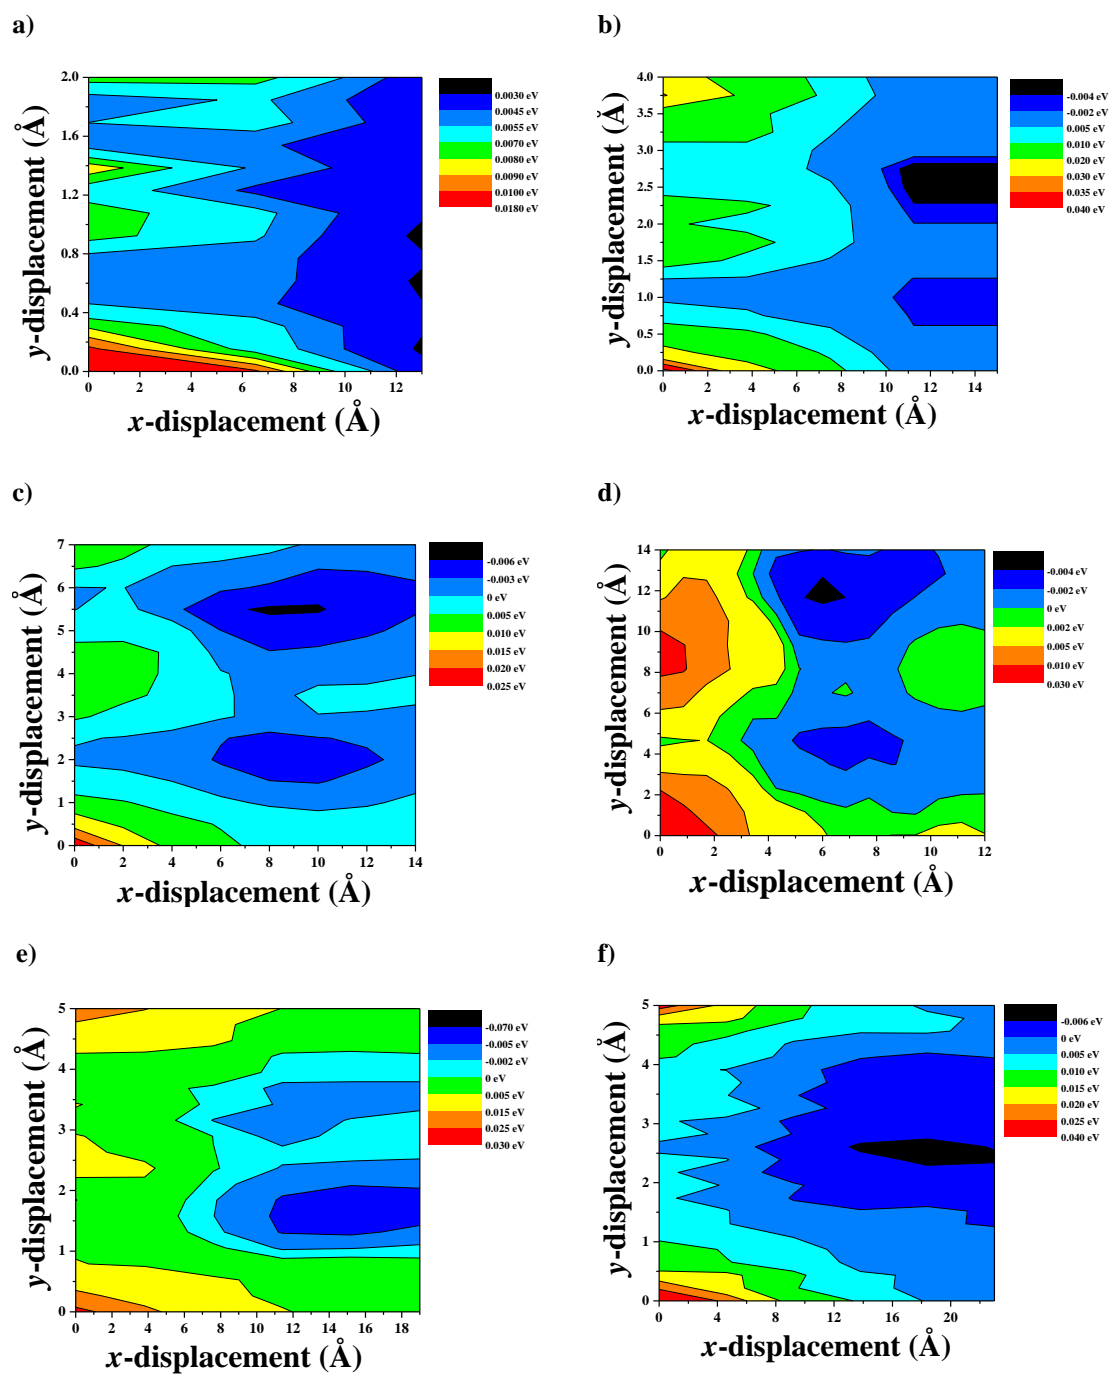 a)
b)
2.0
1.6
1.2
0.8
0.4
0.0
0 2 4 6 8 10 12
y-displacement (Å)
x-displacement (Å)
0.0030 eV
0.0045 eV
0.0055 eV
0.0070 eV
0.0080 eV
0.0090 eV
0.0100 eV
0.0180 eV
4.0
3.5
3.0
2.5
2.0
1.5
1.0
0.5
0.0
0 2 4 6 8 10 12 14
y-displacement (Å)
x-displacement (Å)
-0.004 eV
-0.002 eV
0.005 eV
0.010 eV
0.020 eV
0.030 eV
0.035 eV
0.040 eV
c)
d)
7
6
5
4
3
2
1
0
0 2 4 6 8 10 12 14
y-displacement (Å)
x-displacement (Å)
-0.006 eV
-0.003 eV
0 eV
0.005 eV
0.010 eV
0.015 eV
0.020 eV
0.025 eV
14
12
10
8
6
4
2
0
0 2 4 6 8 10 12
y-displacement (Å)
x-displacement (Å)
-0.004 eV
-0.002 eV
0 eV
0.002 eV
0.005 eV
0.010 eV
0.030 eV
e)
f)
5
4
3
2
1
0
0 2 4 6 8 10 12 14 16 18
y-displacement (Å)
x-displacement (Å)
-0.070 eV
-0.005 eV
-0.002 eV
0 eV
0.005 eV
0.015 eV
0.025 eV
0.030 eV
5
4
3
2
1
0
0 4 8 12 16 20
y-displacement (Å)
x-displacement (Å)
-0.006 eV
0 eV
0.005 eV
0.010 eV
0.015 eV
0.020 eV
0.025 eV
0.040 eV